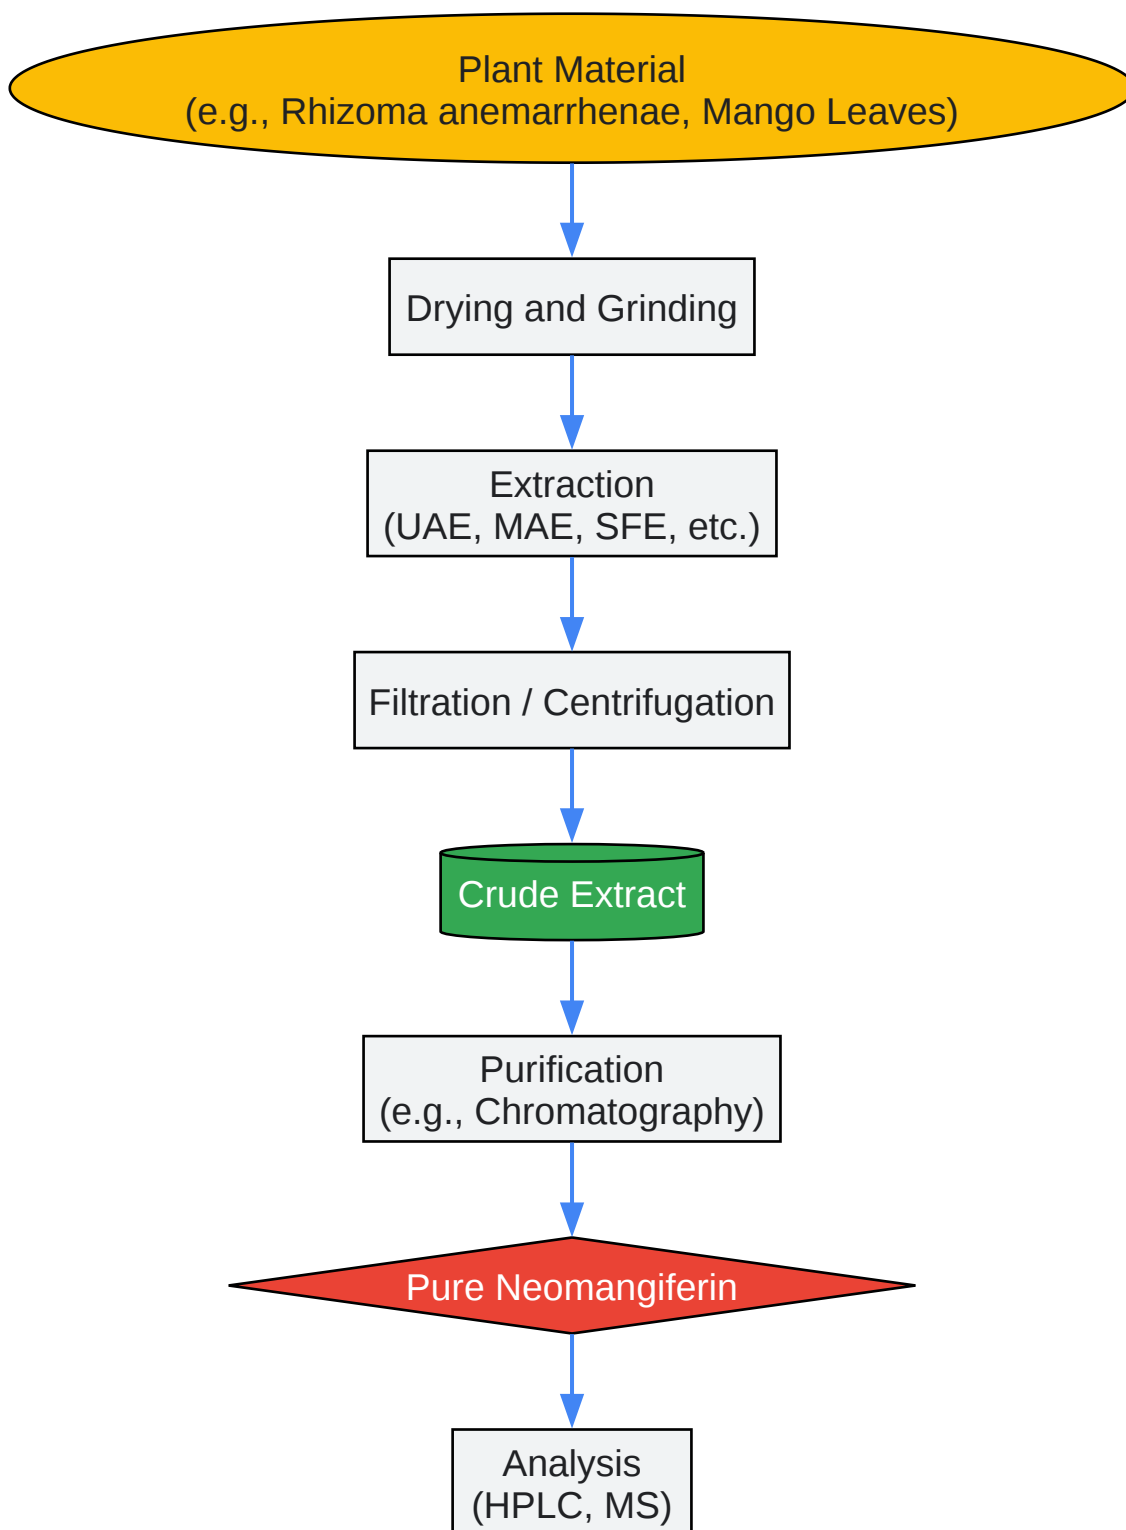 Plant Material
(e.g., Rhizoma anemarrhenae, Mango Leaves)
Drying and Grinding
Extraction
(UAE, MAE, SFE, etc.)
Filtration / Centrifugation
Crude Extract
Purification
(e.g., Chromatography)
Pure Neomangiferin
Analysis
(HPLC, MS)